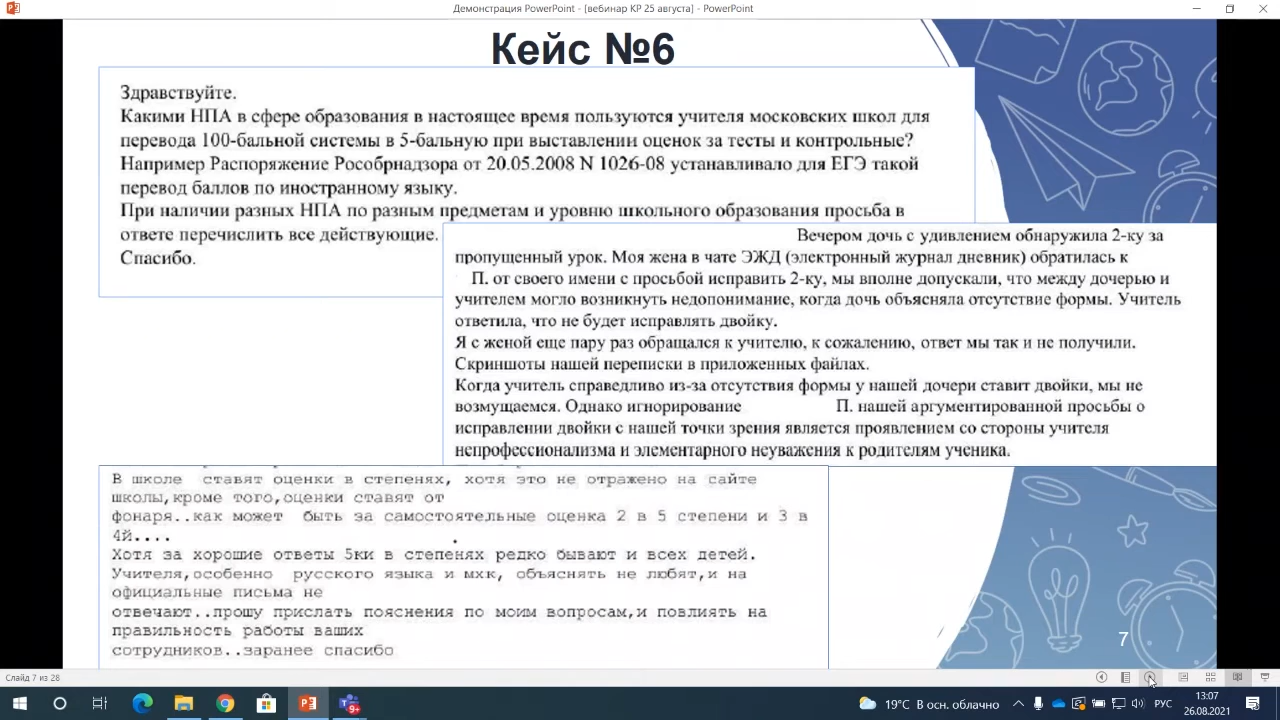 Демонстрация PowerPoint - [вебинар КР 25 августа] - PowerPoint
Кейс №6
Здравствуйте.
Какими НПА в сфере образования в настоящее время пользуются учителя московских школ для
перевода 100-бальной системы в 5-бальную при выставлении оценок за тесты и контрольные?
Например Распоряжение Рособрнадзора от 20.05.2008 N 1026-08 устанавливало для ЕГЭ такой
перевод баллов по иностранному языку.
При наличии разных НПА по разным предметам и уровню школьного образования просьба в
ответе перечислить все действующие.
Спасибо.
Вечером дочь с удивлением обнаружила 2-ку за
пропущенный урок. Моя жена в чате ЭЖД (электронный журнал дневник) обратилась к
П. от своего имени с просьбой исправить 2-ку, мы вполне допускали, что между дочерью и
учителем могло возникнуть недопонимание, когда дочь объясняла отсутствие формы. Учитель
ответила, что не будет исправлять двойку.
Я с женой еще пару раз обращался к учителю, к сожалению, ответ мы так и не получили.
Скриншоты нашей переписки в приложенных файлах.
Когда учитель справедливо из-за отсутствия формы у нашей дочери ставит двойки, мы не
возмущаемся. Однако игнорирование П. нашей аргументированной просьбы о
исправлении двойки с нашей точки зрения является проявлением со стороны учителя
непрофессионализма и элементарного неуважения к родителям ученика.
В школе ставят оценки в степенях, хотя это не отражено на сайте
школы,кроме того,оценки ставят от
фонаря..как может быть за самостоятельные оценка 2 в 5 степени и 3 в
4й....
Хотя за хорошие ответы 5ки в степенях редко бывают и всех детей.
Учителя,особенно русского языка и мхк, объяснять не любят,и на
официальные письма не
отвечают..прошу прислать пояснения по моим вопросам,и повлиять на
правильность работы ваших
сотрудников..заранее спасибо
7
Слайд 7 из 28
9+
19°C В осн. облачно
РУС
13:07
26.08.2021